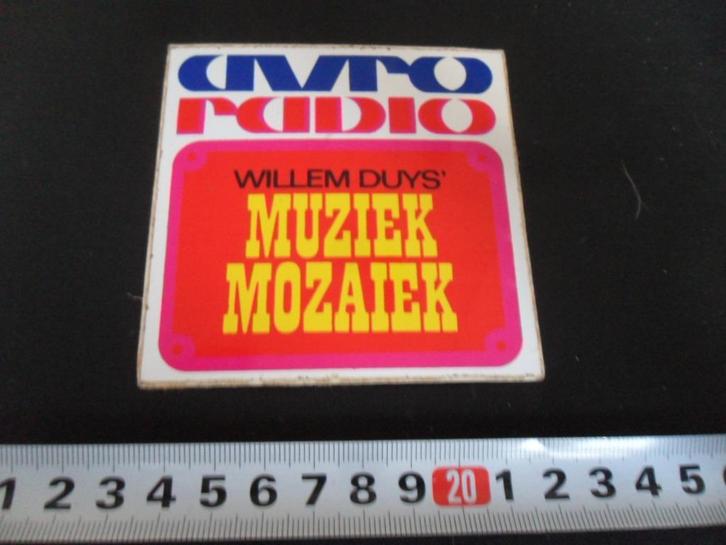 avro
radio
WILLEM DUYS'
MUZIEK
MOZAIEK
1 2 3 4 5 6 7 8 9 20 1 2 3 4 5